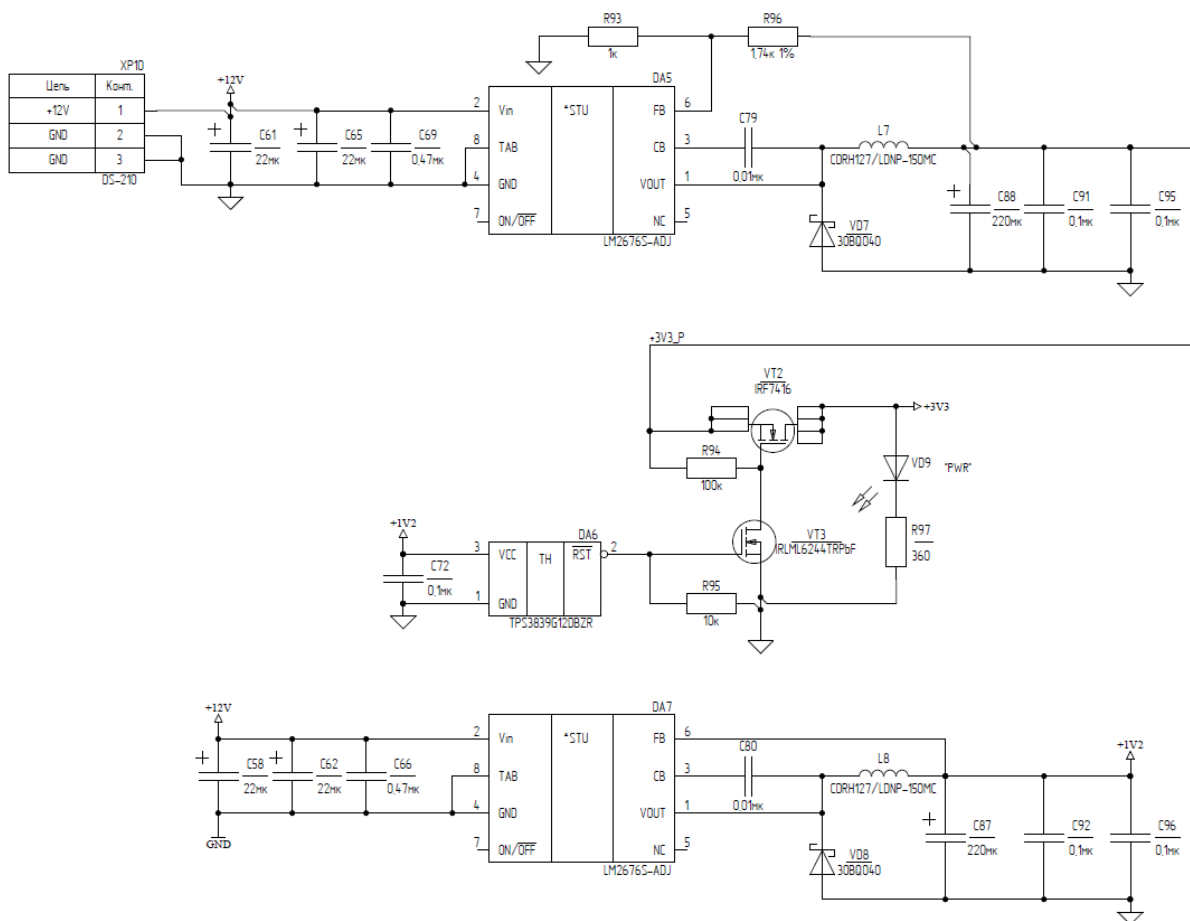 R93
1к
R96
1,74к 1%
XP10
Цепь Конт.
+12V 1
GND 2
GND 3
DS-210
+12V
C61
22мк
C65
22мк
C69
0,47мк
DA5
2 Vin *STU FB 6
8 TAB CB 3
4 GND VOUT 1
7 ON/OFF NC 5
LM2676S-ADJ
C79
0,01мк
L7
CDRH127/LDNP-150MC
VD7
30BQ040
C88
220мк
C91
0,1мк
C95
0,1мк
+3V3_P
VT2
IRF7416
+3V3
R94
100к
VD9 "PWR"
R97
360
VT3
IRLML6244TRPbF
+1V2
C72
0,1мк
DA6
3 VCC TH RST 2
1 GND
TPS3839G12DBZR
R95
10к
+12V
C58
22мк
C62
22мк
C66
0,47мк
GND
DA7
2 Vin *STU FB 6
8 TAB CB 3
4 GND VOUT 1
7 ON/OFF NC 5
LM2676S-ADJ
C80
0,01мк
L8
CDRH127/LDNP-150MC
VD8
30BQ040
+1V2
C87
220мк
C92
0,1мк
C96
0,1мк